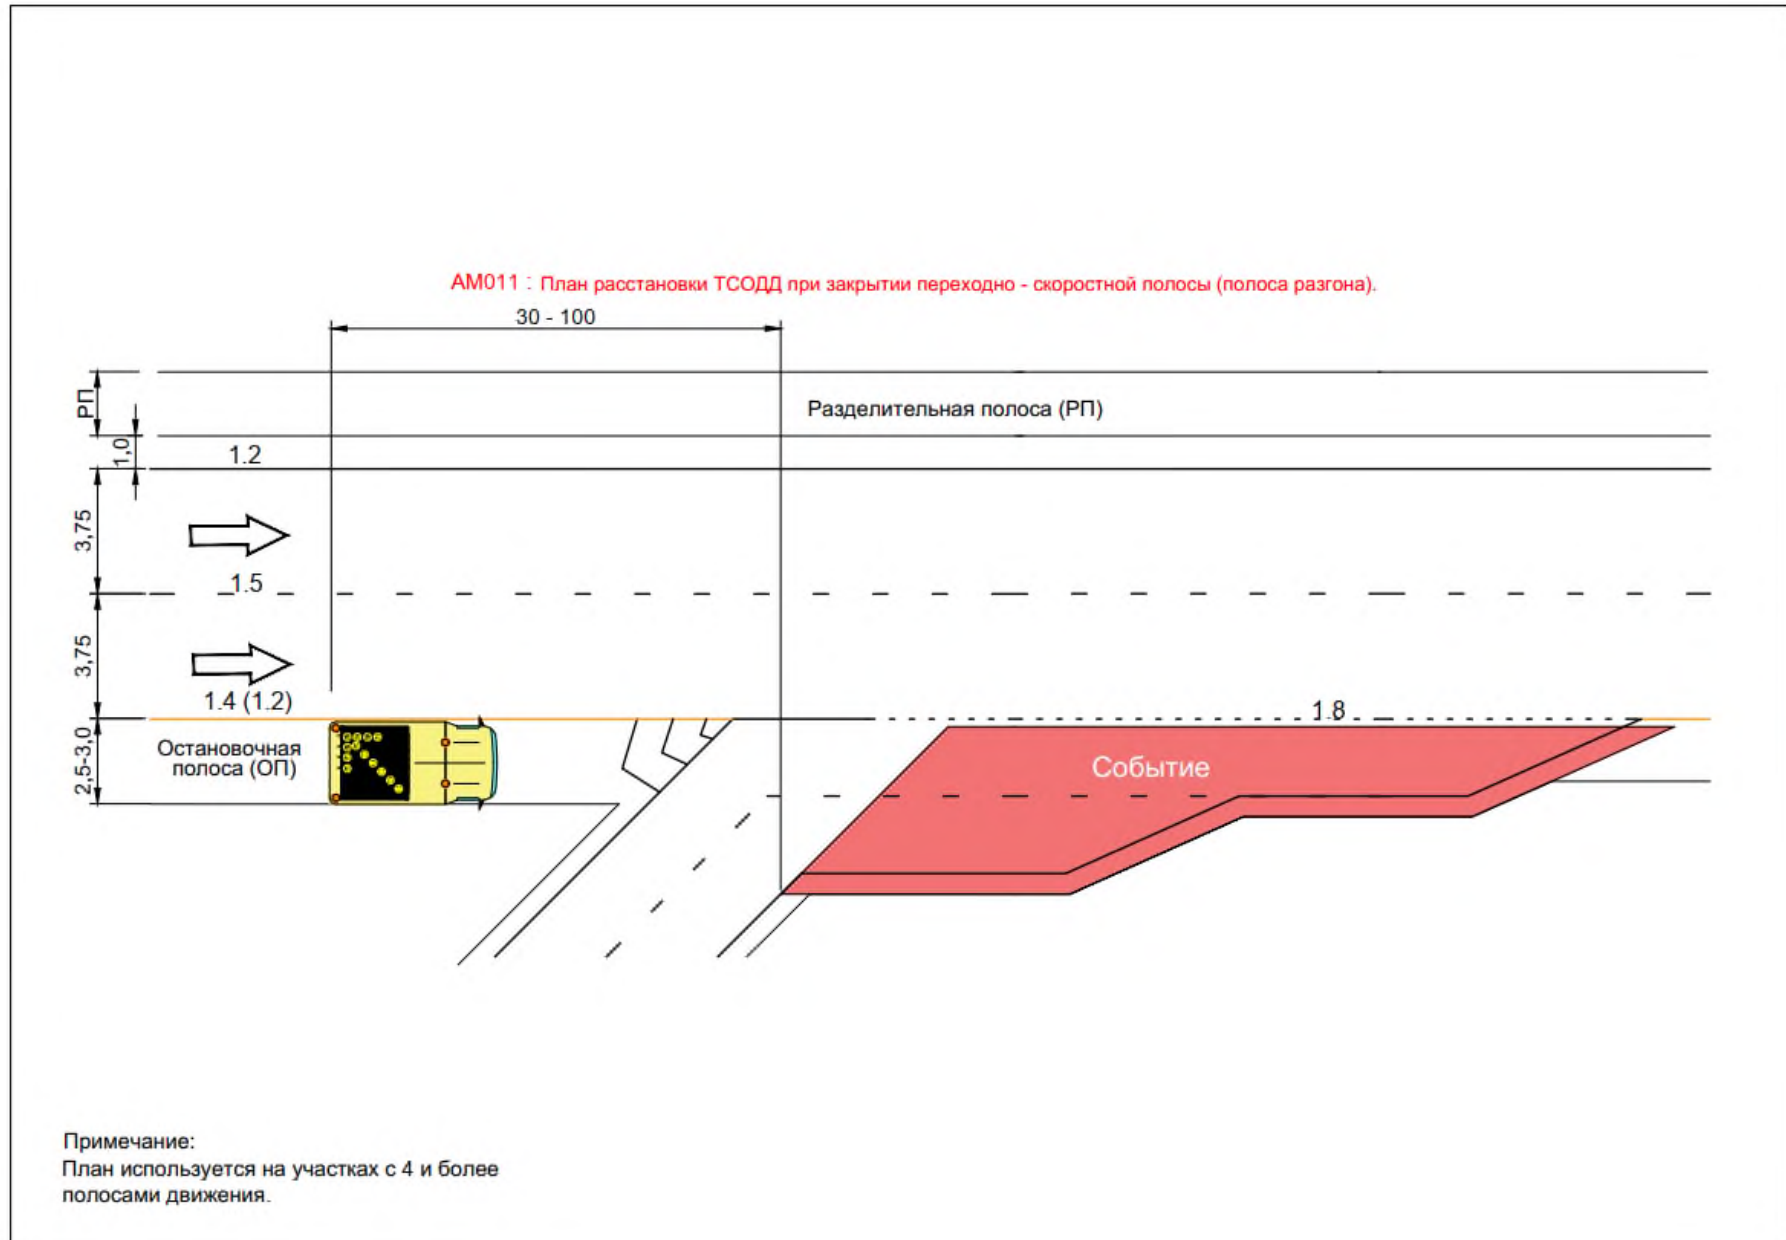 АМ011 : План расстановки ТСОДД при закрытии переходно - скоростной полосы (полоса разгона).
30 - 100
РП
Разделительная полоса (РП)
1,0
1.2
3,75
1.5
3,75
1.4 (1.2)
1.8
2,5-3,0
Остановочная
полоса (ОП)
Событие
Примечание:
План используется на участках с 4 и более
полосами движения.